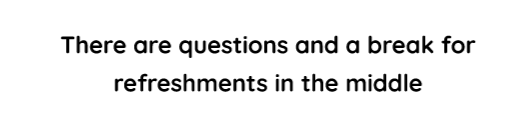 There are questions and a break for
refreshments in the middle